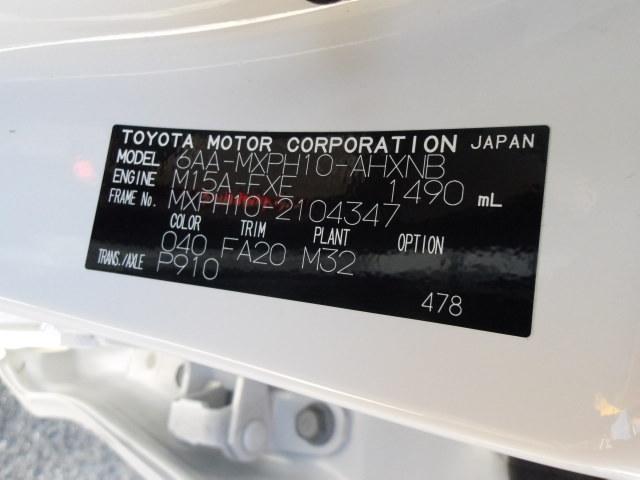 TOYOTA MOTOR CORPORATION JAPAN
MODEL 6AA-MXPH10-AHXNB
ENGINE M15A-FXE 1490 mL
FRAME No. MXPH10-2104347
COLOR TRIM PLANT OPTION
040 FA20 M32
TRANS./AXLE P910
478